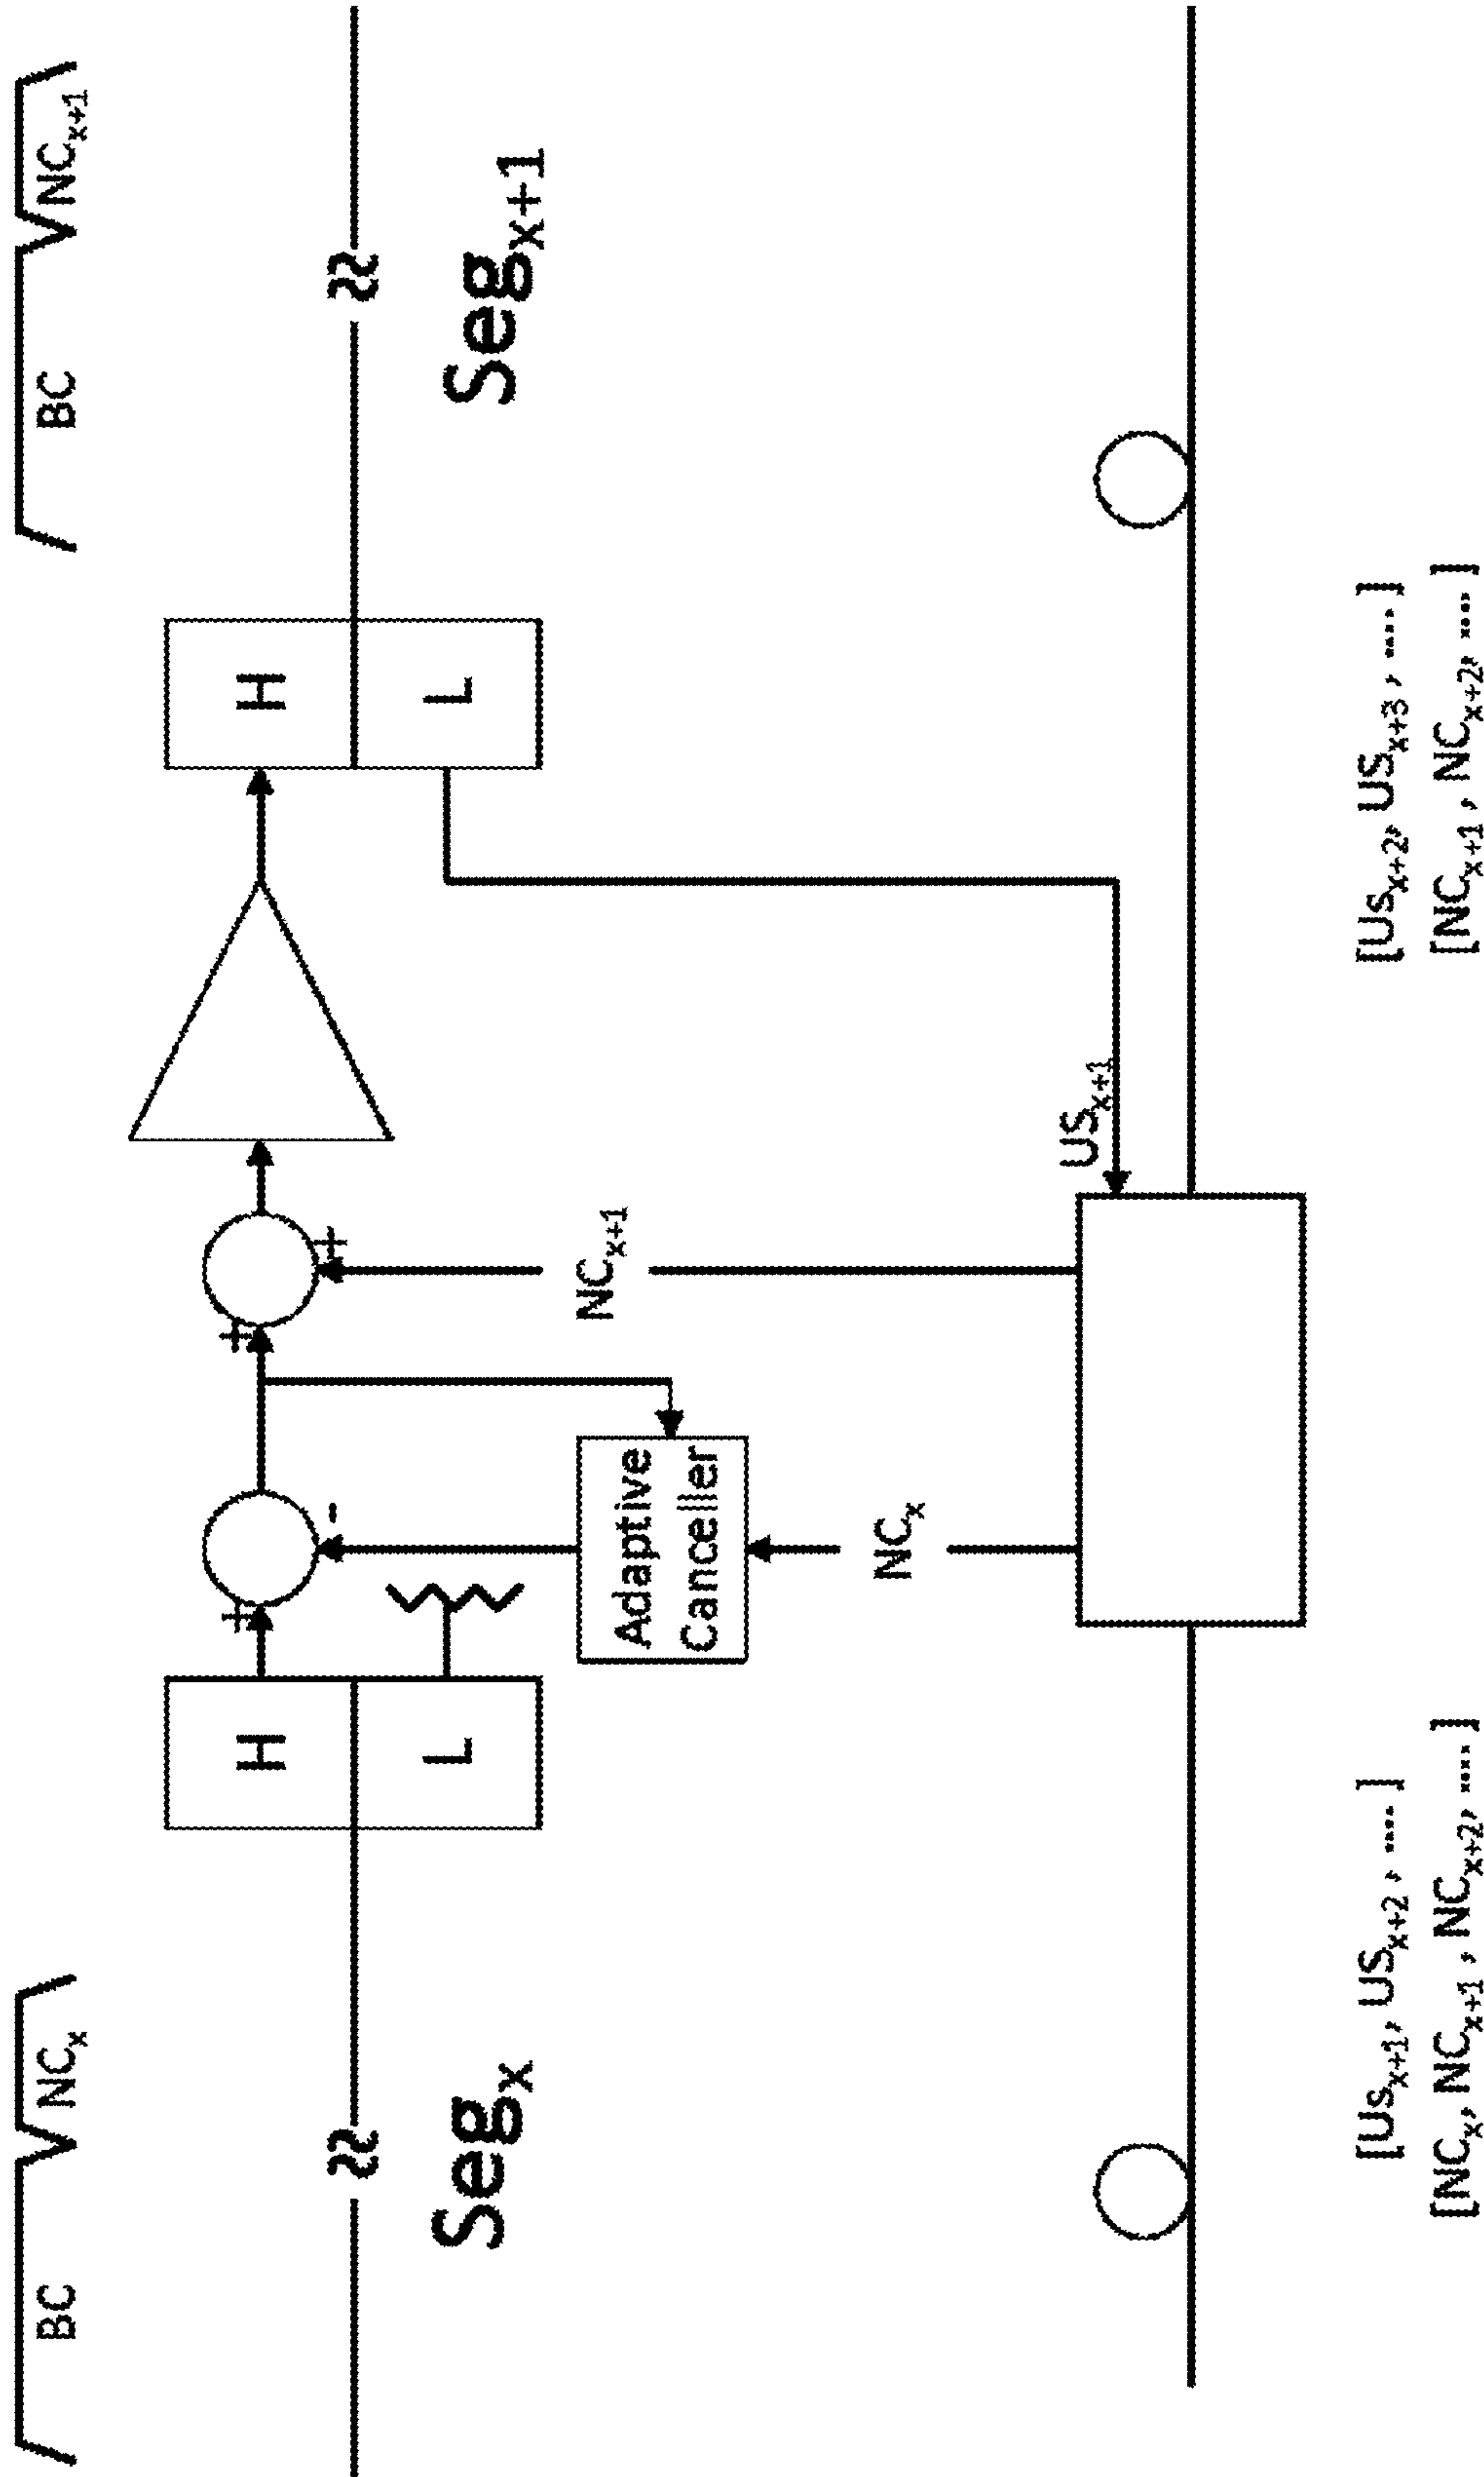 BC NCₓ
BC NCₓ₊₁
H
H
L
L
+
-
+
+
Segₓ
Segₓ₊₁
Adaptive
Canceller
NCₓ₊₁
NCₓ
USₓ₊₁
[Usₓ₊₁, USₓ₊₂, ....]
[NCₓ, NCₓ₊₁, NCₓ₊₂, ....]
[Usₓ₊₂, USₓ₊₃, ....]
[NCₓ₊₁, NCₓ₊₂, ....]